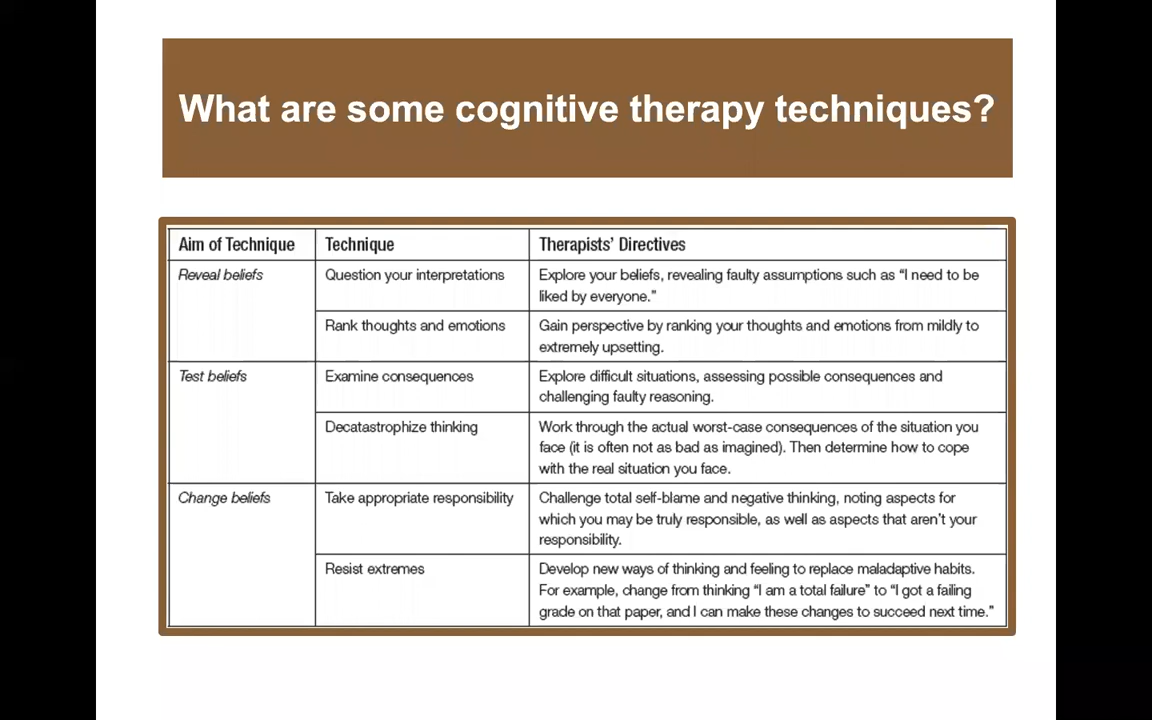 What are some cognitive therapy techniques?
Aim of Technique
Technique
Therapists’ Directives
Reveal beliefs
Question your interpretations
Explore your beliefs, revealing faulty assumptions such as “I need to be
liked by everyone.”
Rank thoughts and emotions
Gain perspective by ranking your thoughts and emotions from mildly to
extremely upsetting.
Test beliefs
Examine consequences
Explore difficult situations, assessing possible consequences and
challenging faulty reasoning.
Decatastrophize thinking
Work through the actual worst-case consequences of the situation you
face (it is often not as bad as imagined). Then determine how to cope
with the real situation you face.
Change beliefs
Take appropriate responsibility
Challenge total self-blame and negative thinking, noting aspects for
which you may be truly responsible, as well as aspects that aren’t your
responsibility.
Resist extremes
Develop new ways of thinking and feeling to replace maladaptive habits.
For example, change from thinking “I am a total failure” to “I got a failing
grade on that paper, and I can make these changes to succeed next time.”